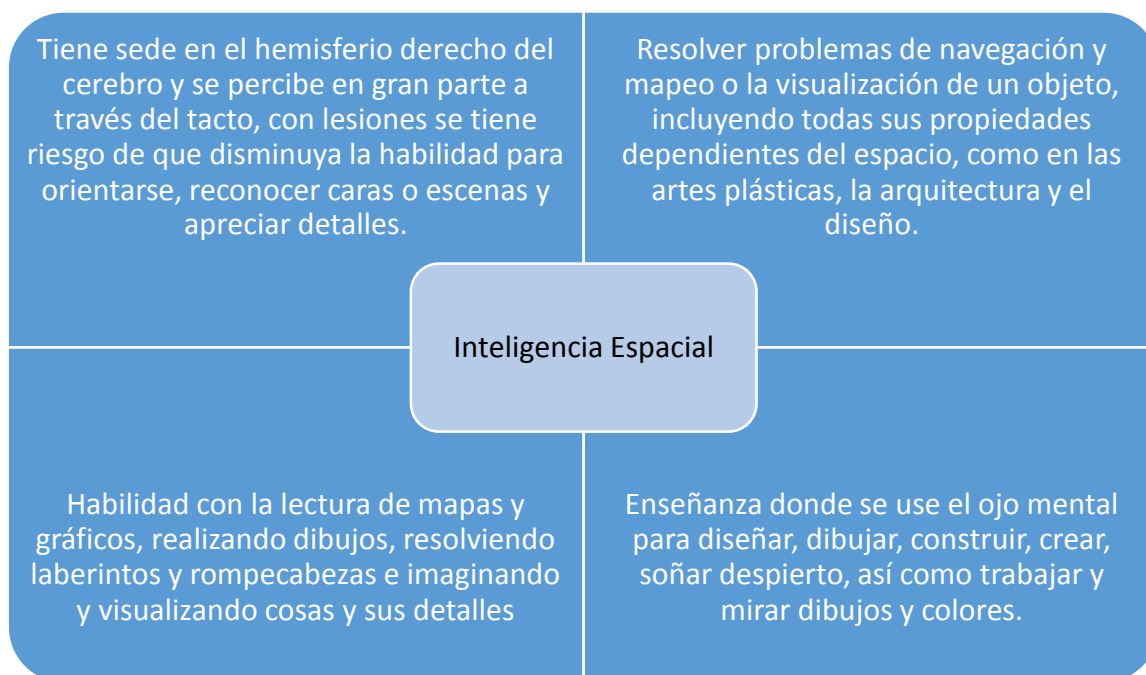 Tiene sede en el hemisferio derecho del
cerebro y se percibe en gran parte a
través del tacto, con lesiones se tiene
riesgo de que disminuya la habilidad para
orientarse, reconocer caras o escenas y
apreciar detalles.
Resolver problemas de navegación y
mapeo o la visualización de un objeto,
incluyendo todas sus propiedades
dependientes del espacio, como en las
artes plásticas, la arquitectura y el
diseño.
Inteligencia Espacial
Habilidad con la lectura de mapas y
gráficos, realizando dibujos, resolviendo
laberintos y rompecabezas e imaginando
y visualizando cosas y sus detalles
Enseñanza donde se use el ojo mental
para diseñar, dibujar, construir, crear,
soñar despierto, así como trabajar y
mirar dibujos y colores.